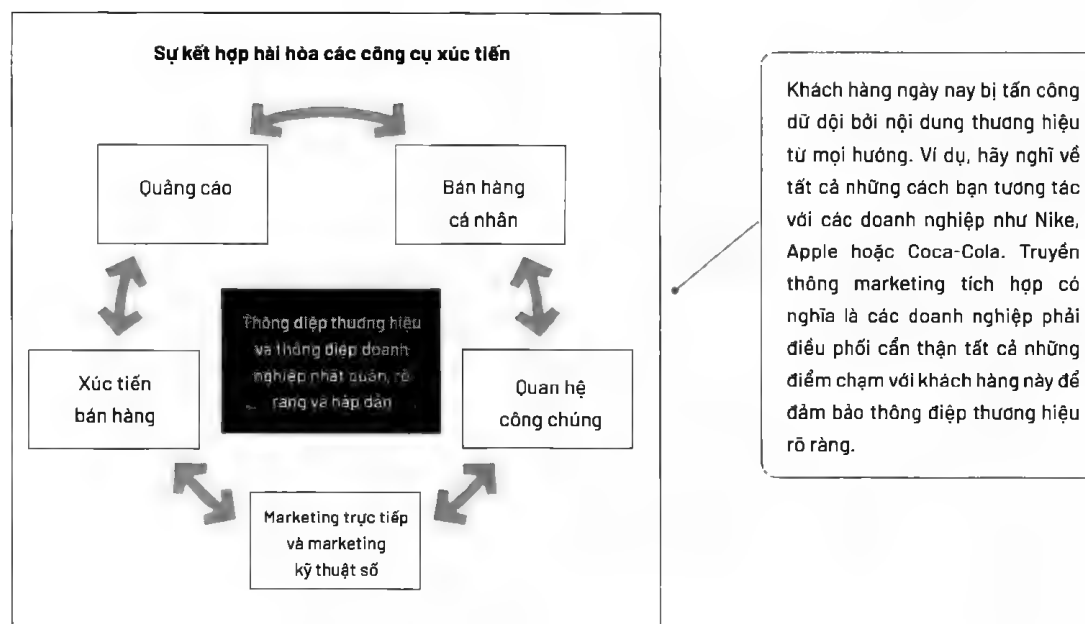 Sự kết hợp hài hòa các công cụ xúc tiến
Quảng cáo
Bán hàng
cá nhân
Thông điệp thương hiệu
và thông điệp doanh
nghiệp nhất quán, rõ
ràng và hấp dẫn
Xúc tiến
bán hàng
Quan hệ
công chúng
Marketing trực tiếp
và marketing
kỹ thuật số
Khách hàng ngày nay bị tấn công
dữ dội bởi nội dung thương hiệu
từ mọi hướng. Ví dụ, hãy nghĩ về
tất cả những cách bạn tương tác
với các doanh nghiệp như Nike,
Apple hoặc Coca-Cola. Truyền
thông marketing tích hợp có
nghĩa là các doanh nghiệp phải
điều phối cẩn thận tất cả những
điểm chạm với khách hàng này để
đảm bảo thông điệp thương hiệu
rõ ràng.